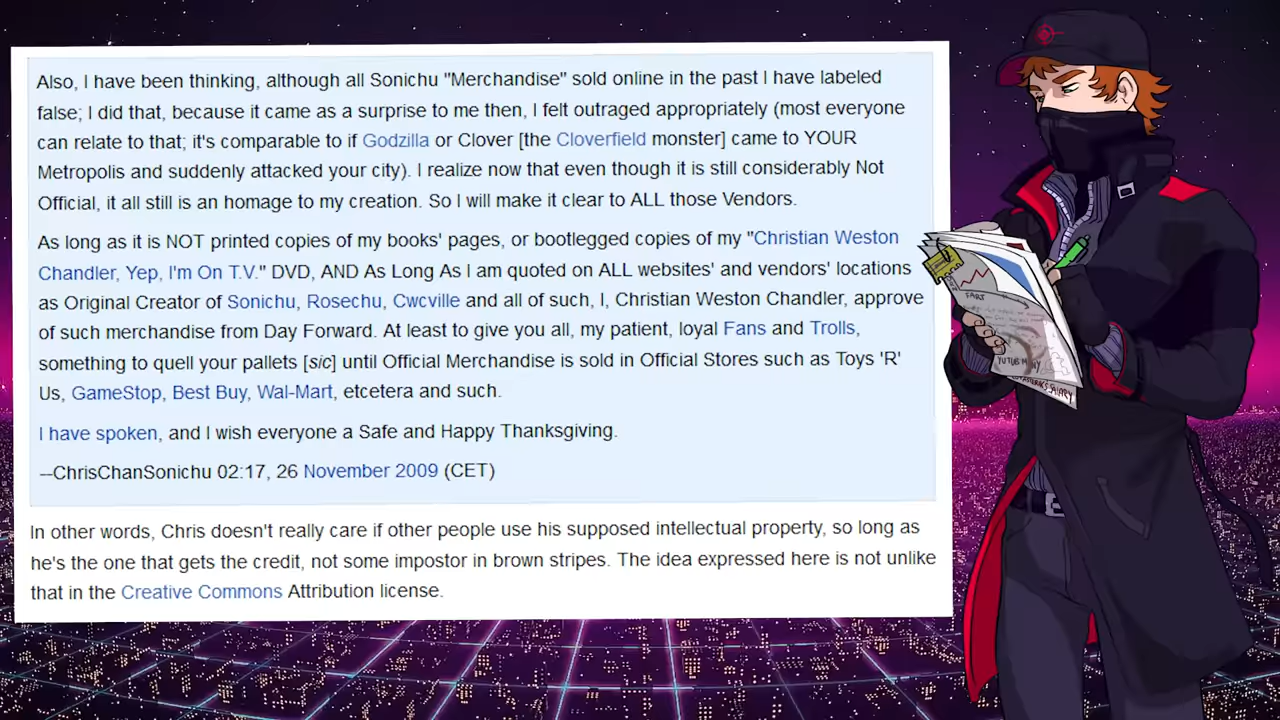 Also, I have been thinking, although all Sonichu "Merchandise" sold online in the past I have labeled
false; I did that, because it came as a surprise to me then, I felt outraged appropriately (most everyone
can relate to that; it's comparable to if Godzilla or Clover [the Cloverfield monster] came to YOUR
Metropolis and suddenly attacked your city). I realize now that even though it is still considerably Not
Official, it all still is an homage to my creation. So I will make it clear to ALL those Vendors.
As long as it is NOT printed copies of my books' pages, or bootlegged copies of my "Christian Weston
Chandler, Yep, I'm On T.V." DVD, AND As Long As I am quoted on ALL websites' and vendors' locations
as Original Creator of Sonichu, Rosechu, Cwcville and all of such, I, Christian Weston Chandler, approve
of such merchandise from Day Forward. At least to give you all, my patient, loyal Fans and Trolls,
something to quell your pallets [sic] until Official Merchandise is sold in Official Stores such as Toys 'R'
Us, GameStop, Best Buy, Wal-Mart, etcetera and such.
I have spoken, and I wish everyone a Safe and Happy Thanksgiving.
--ChrisChanSonichu 02:17, 26 November 2009 (CET)
In other words, Chris doesn't really care if other people use his supposed intellectual property, so long as
he's the one that gets the credit, not some impostor in brown stripes. The idea expressed here is not unlike
that in the Creative Commons Attribution license.
FART
SALARY